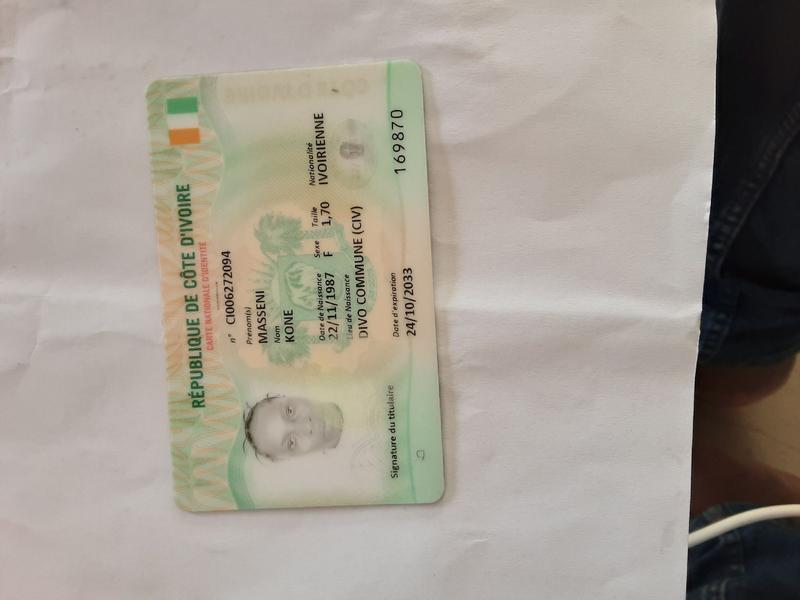 RÉPUBLIQUE DE CÔTE D'IVOIRE
CARTE NATIONALE D'IDENTITÉ
n° CI006272094
Prénom(s)
MASSENI
Nom
KONE
Date de Naissance Sexe Taille Nationalité
22/11/1987 F 1,70 IVOIRIENNE
Lieu de Naissance
DIVO COMMUNE (CIV)
Signature du titulaire Date d'expiration
24/10/2033
169870
CÔTE D'IVOIRE